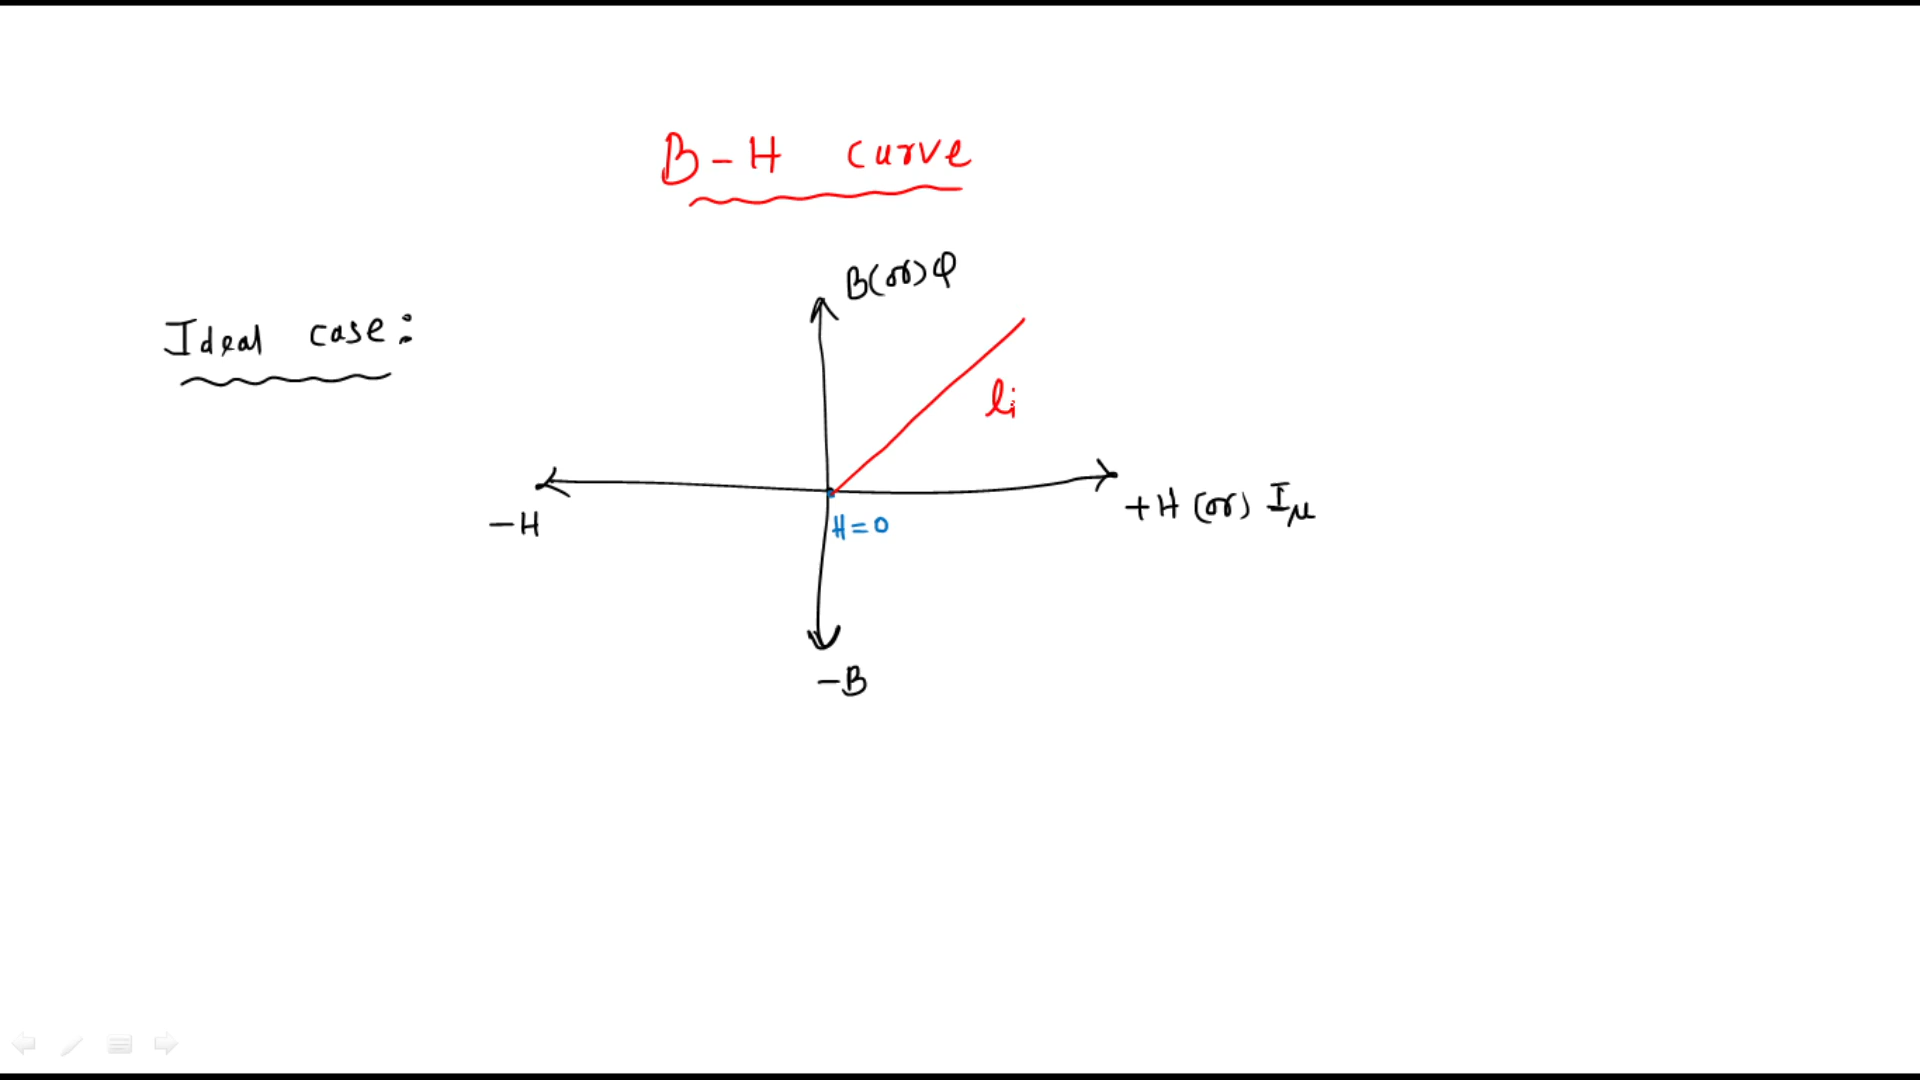 B-H curve
B(or)φ
Ideal case:
li
+H (or) Iμ
-H
H=0
-B